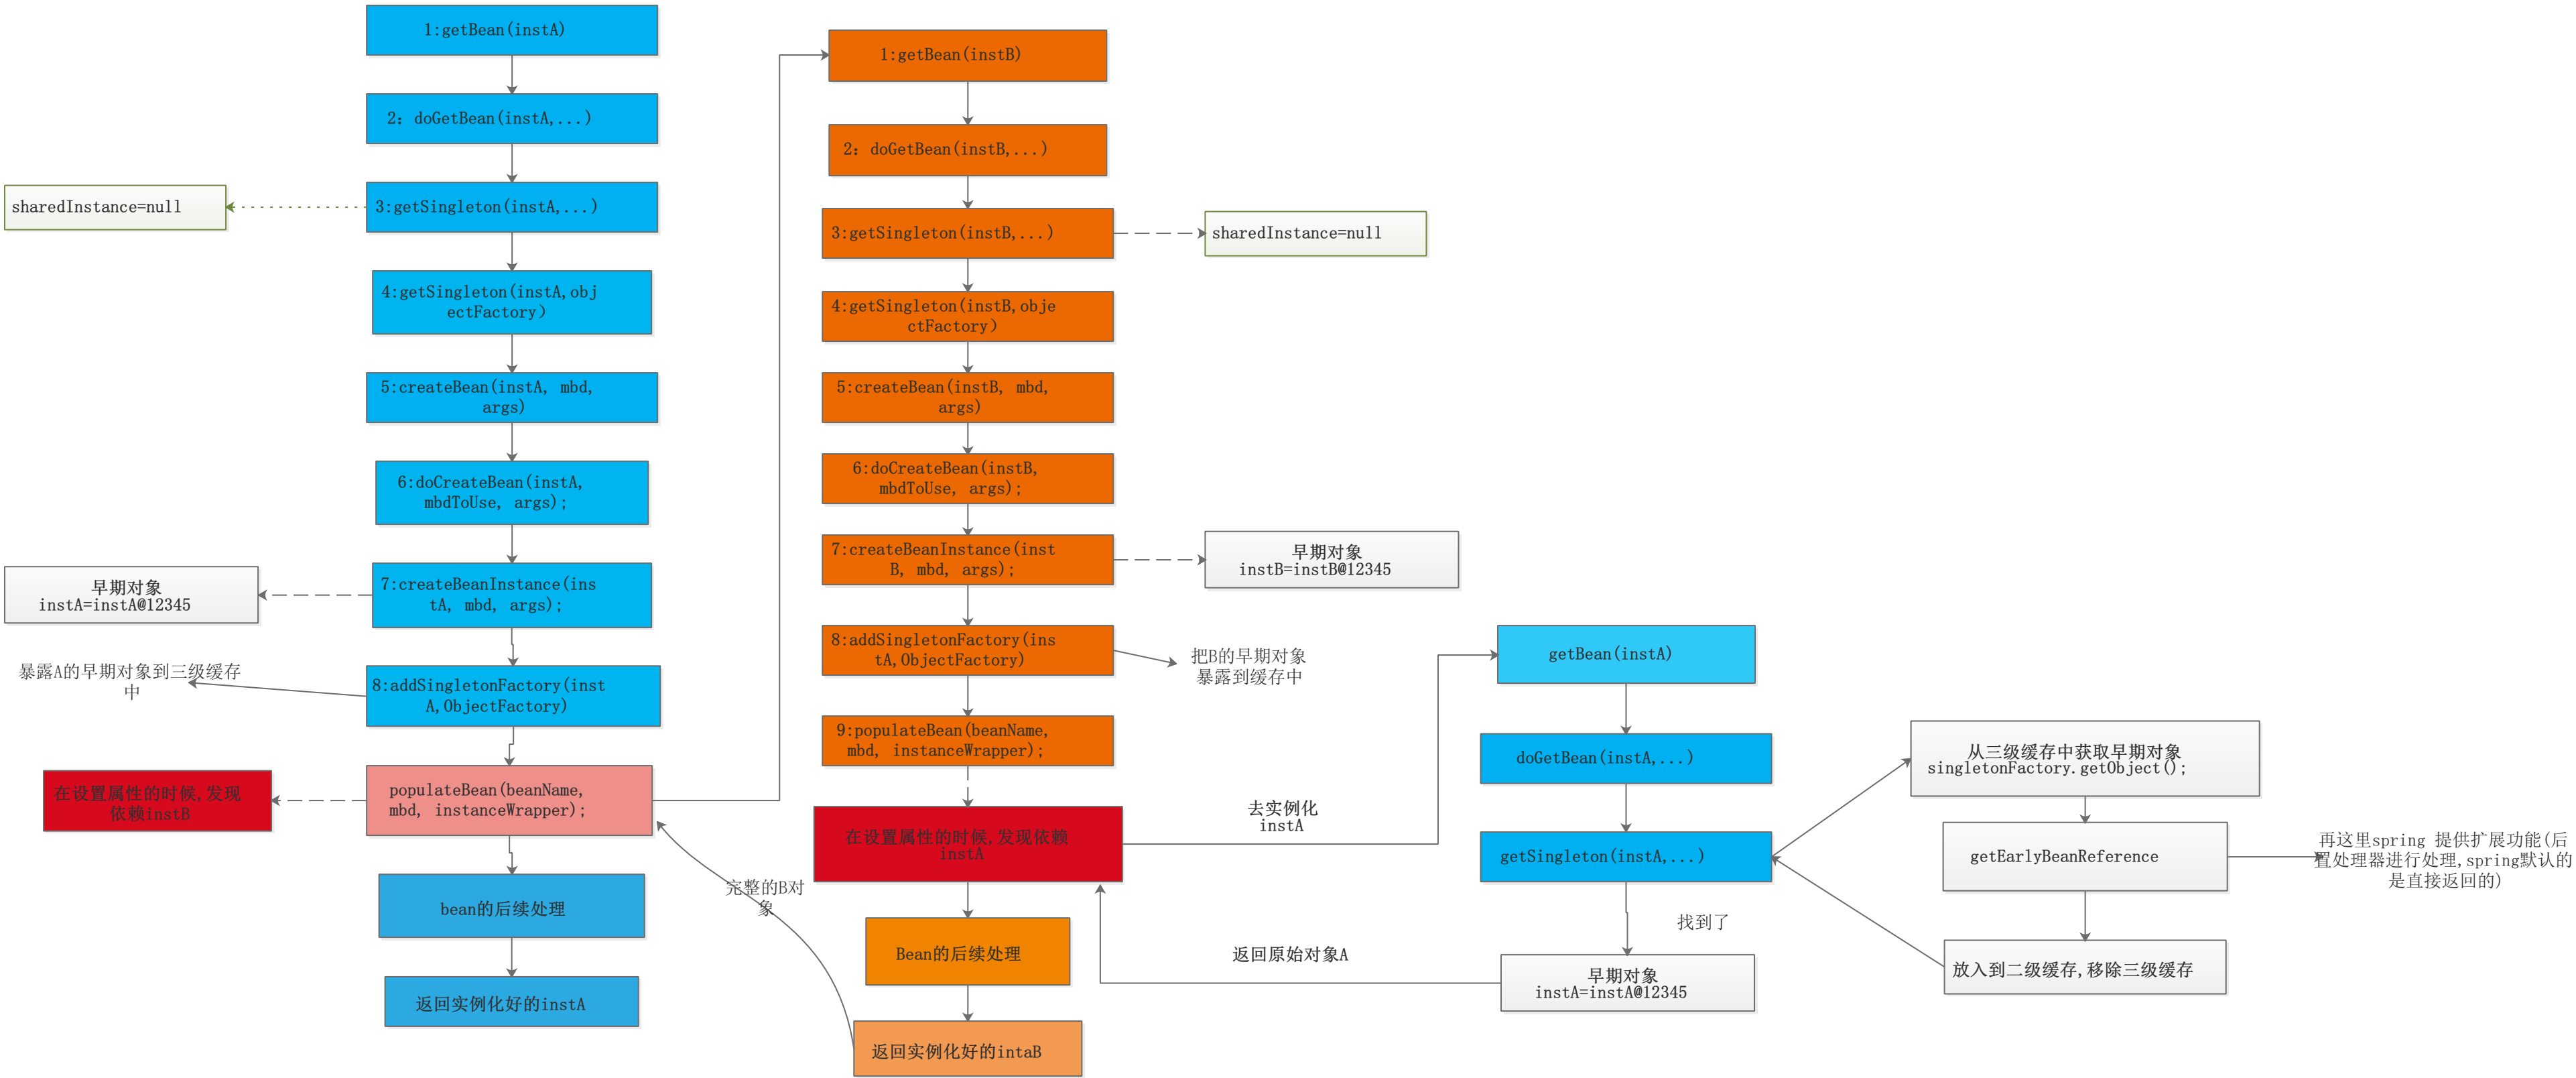 1:getBean(instA)
2: doGetBean(instA,...)
sharedInstance=null
3:getSingleton(instA,...)
4:getSingleton(instA,obj
ectFactory)
5:createBean(instA, mbd,
args)
6:doCreateBean(instA,
mbdToUse, args);
早期对象
instA=instA@12345
7:createBeanInstance(ins
tA, mbd, args);
暴露A的早期对象到三级缓存
中
8:addSingletonFactory(inst
A,ObjectFactory)
在设置属性的时候,发现
依赖instB
populateBean(beanName,
mbd, instanceWrapper);
bean的后续处理
返回实例化好的instA
1:getBean(instB)
2: doGetBean(instB,...)
3:getSingleton(instB,...)
sharedInstance=null
4:getSingleton(instB,obje
ctFactory)
5:createBean(instB, mbd,
args)
6:doCreateBean(instB,
mbdToUse, args);
7:createBeanInstance(inst
B, mbd, args);
早期对象
instB=instB@12345
8:addSingletonFactory(ins
tA,ObjectFactory)
把B的早期对象
暴露到缓存中
9:populateBean(beanName,
mbd, instanceWrapper);
在设置属性的时候,发现依赖
instA
去实例化
instA
完整的B对
象
Bean的后续处理
返回实例化好的intaB
getBean(instA)
doGetBean(instA,...)
getSingleton(instA,...)
找到了
返回原始对象A
早期对象
instA=instA@12345
从三级缓存中获取早期对象
singletonFactory.getObject();
getEarlyBeanReference
再这里spring 提供扩展功能(后
置处理器进行处理,spring默认的
是直接返回的)
放入到二级缓存,移除三级缓存